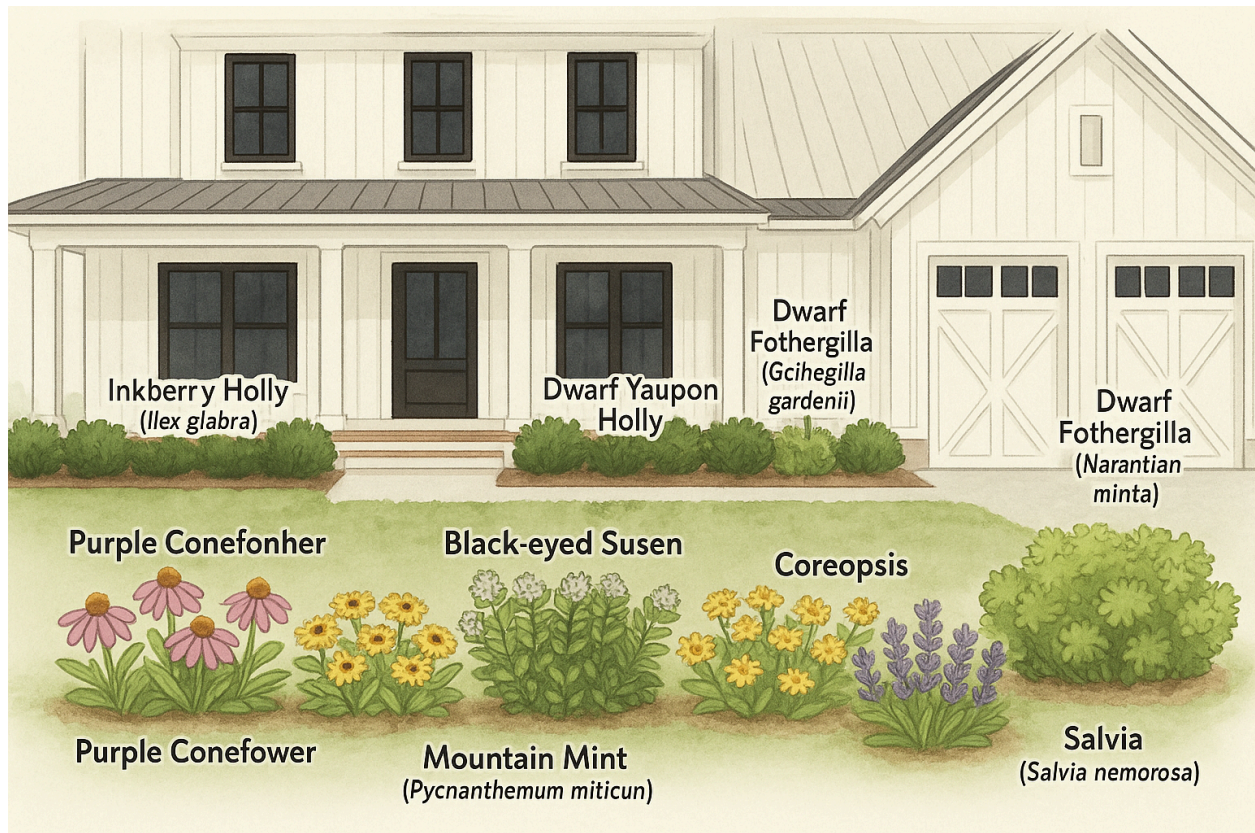 Inkberry Holly
(Ilex glabra)
Dwarf Yaupon
Holly
Dwarf
Fothergilla
(Gcihegilla
gardenii)
Dwarf
Fothergilla
(Narantian
minta)
Purple Conefonher
Black-eyed Susen
Coreopsis
Purple Conefower
Mountain Mint
(Pycnanthemum miticun)
Salvia
(Salvia nemorosa)